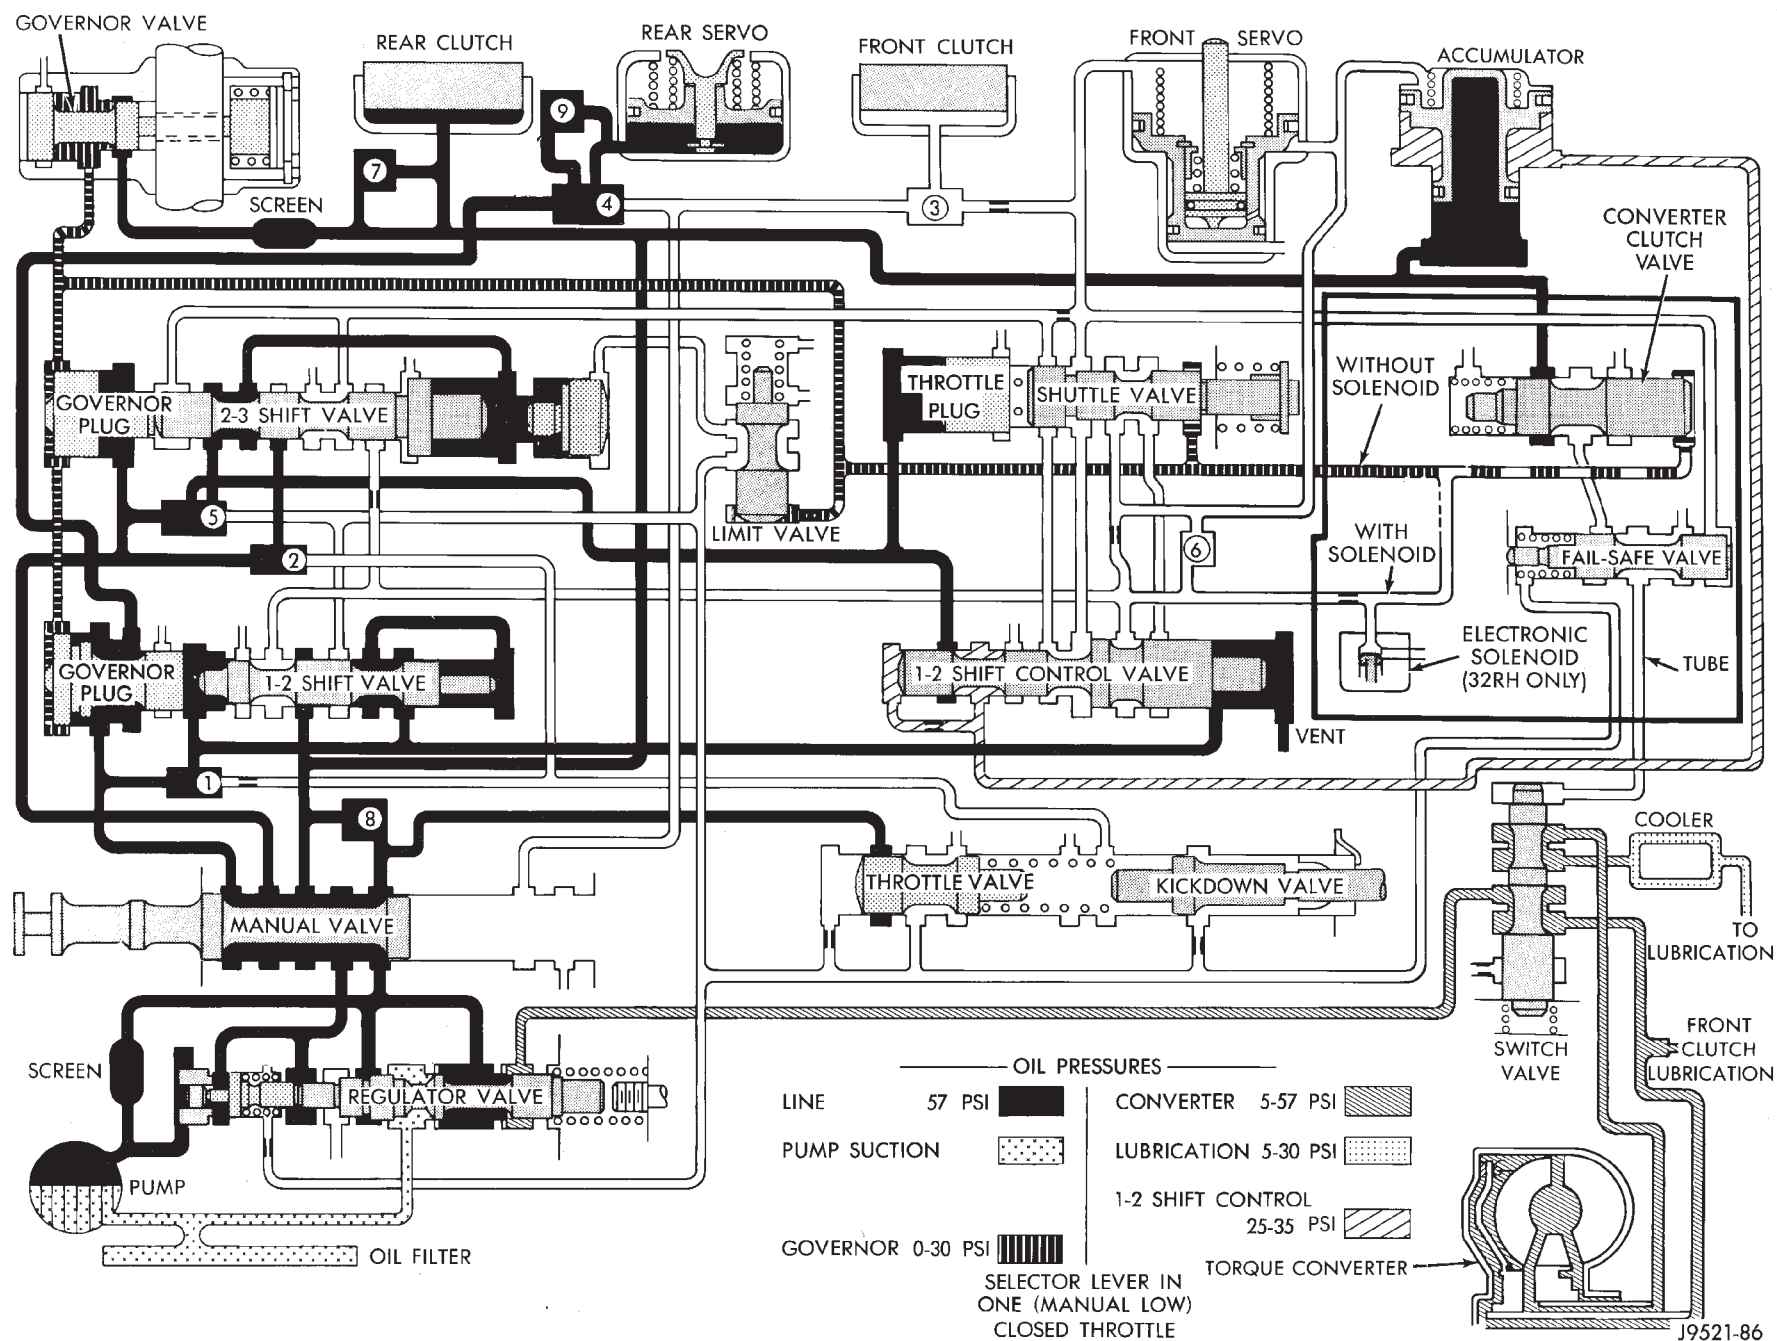 GOVERNOR VALVE
REAR CLUTCH
REAR SERVO
FRONT CLUTCH
FRONT SERVO
ACCUMULATOR
9
7
4
3
SCREEN
CONVERTER
CLUTCH
VALVE
WITHOUT
SOLENOID
GOVERNOR
PLUG
2-3 SHIFT VALVE
THROTTLE
PLUG
SHUTTLE VALVE
5
LIMIT VALVE
2
6
WITH
SOLENOID
FAIL-SAFE VALVE
GOVERNOR
PLUG
1-2 SHIFT VALVE
1-2 SHIFT CONTROL VALVE
ELECTRONIC
SOLENOID
(32RH ONLY)
TUBE
VENT
1
8
COOLER
THROTTLE VALVE
KICKDOWN VALVE
MANUAL VALVE
TO
LUBRICATION
SCREEN
REGULATOR VALVE
SWITCH
VALVE
FRONT
CLUTCH
LUBRICATION
OIL PRESSURES
LINE 57 PSI
CONVERTER 5-57 PSI
PUMP SUCTION
LUBRICATION 5-30 PSI
PUMP
1-2 SHIFT CONTROL
25-35 PSI
OIL FILTER
GOVERNOR 0-30 PSI
TORQUE CONVERTER
SELECTOR LEVER IN
ONE (MANUAL LOW)
CLOSED THROTTLE
J9521-86